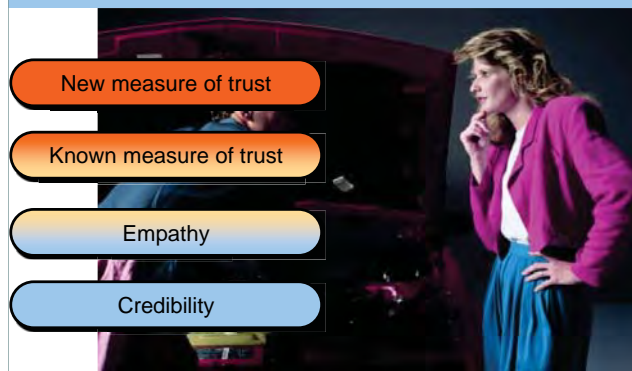 New measure of trust
Known measure of trust
Empathy
Credibility